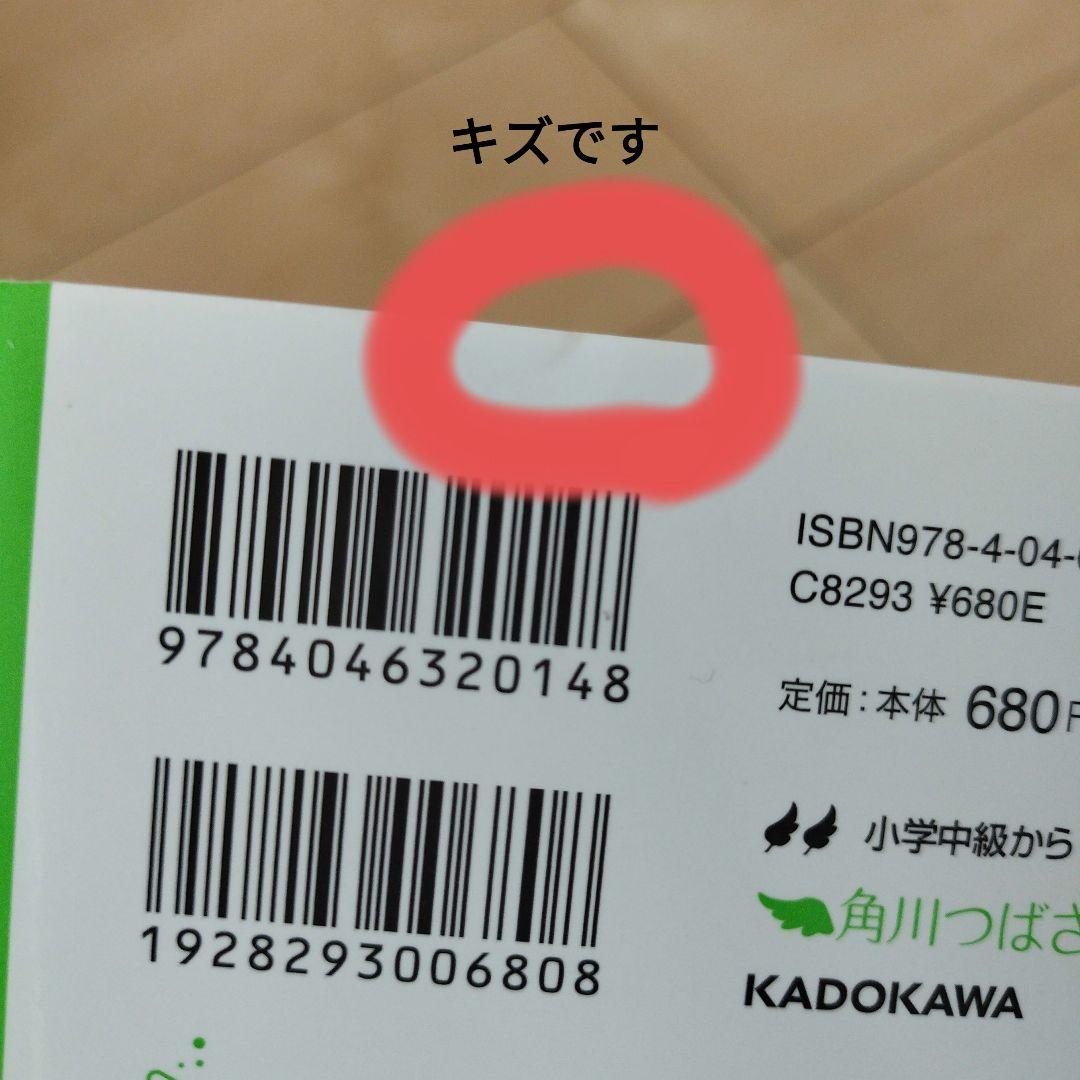 キズです
ISBN978-4-04-
C8293 ¥680E
9784046320148
定価:本体 680
小学中級から
1928293006808
角川つばさ
KADOKAWA